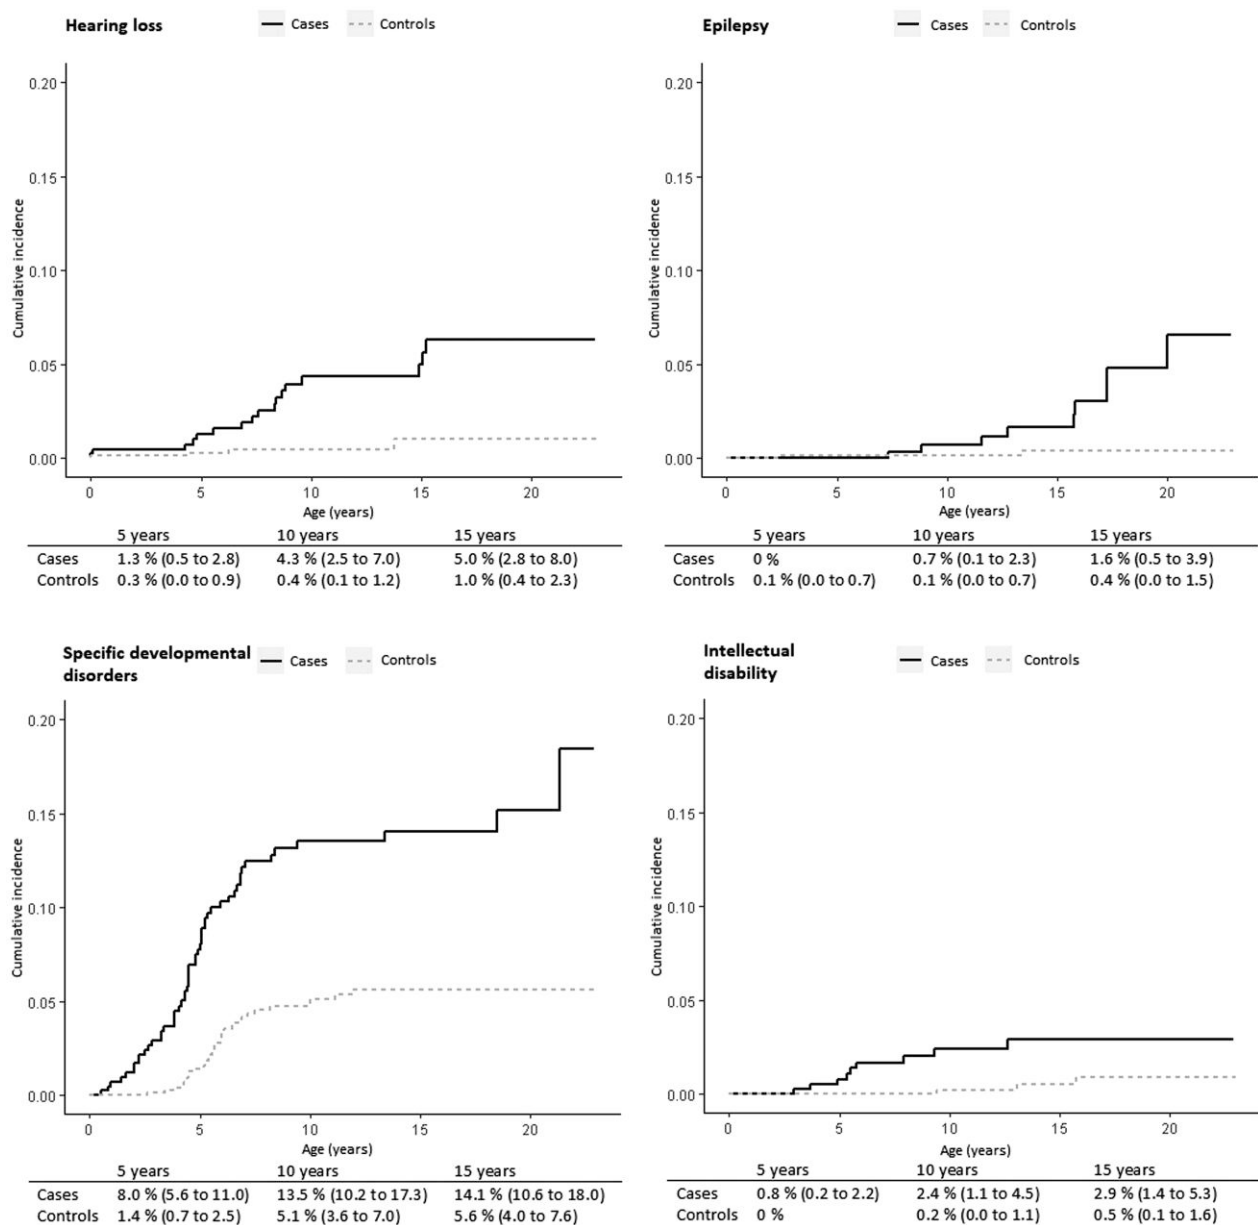 Hearing loss Cases Controls
0.20
0.15
0.10
0.05
0.00
Cumulative incidence
0 5 10 15 20
Age (years)
5 years 10 years 15 years
Cases 1.3 % (0.5 to 2.8) 4.3 % (2.5 to 7.0) 5.0 % (2.8 to 8.0)
Controls 0.3 % (0.0 to 0.9) 0.4 % (0.1 to 1.2) 1.0 % (0.4 to 2.3)
Epilepsy Cases Controls
0.20
0.15
0.10
0.05
0.00
Cumulative incidence
0 5 10 15 20
Age (years)
5 years 10 years 15 years
Cases 0 % 0.7 % (0.1 to 2.3) 1.6 % (0.5 to 3.9)
Controls 0.1 % (0.0 to 0.7) 0.1 % (0.0 to 0.7) 0.4 % (0.0 to 1.5)
Specific developmental
disorders Cases Controls
0.20
0.15
0.10
0.05
0.00
Cumulative incidence
0 5 10 15 20
Age (years)
5 years 10 years 15 years
Cases 8.0 % (5.6 to 11.0) 13.5 % (10.2 to 17.3) 14.1 % (10.6 to 18.0)
Controls 1.4 % (0.7 to 2.5) 5.1 % (3.6 to 7.0) 5.6 % (4.0 to 7.6)
Intellectual
disability Cases Controls
0.20
0.15
0.10
0.05
0.00
Cumulative incidence
0 5 10 15 20
Age (years)
5 years 10 years 15 years
Cases 0.8 % (0.2 to 2.2) 2.4 % (1.1 to 4.5) 2.9 % (1.4 to 5.3)
Controls 0 % 0.2 % (0.0 to 1.1) 0.5 % (0.1 to 1.6)